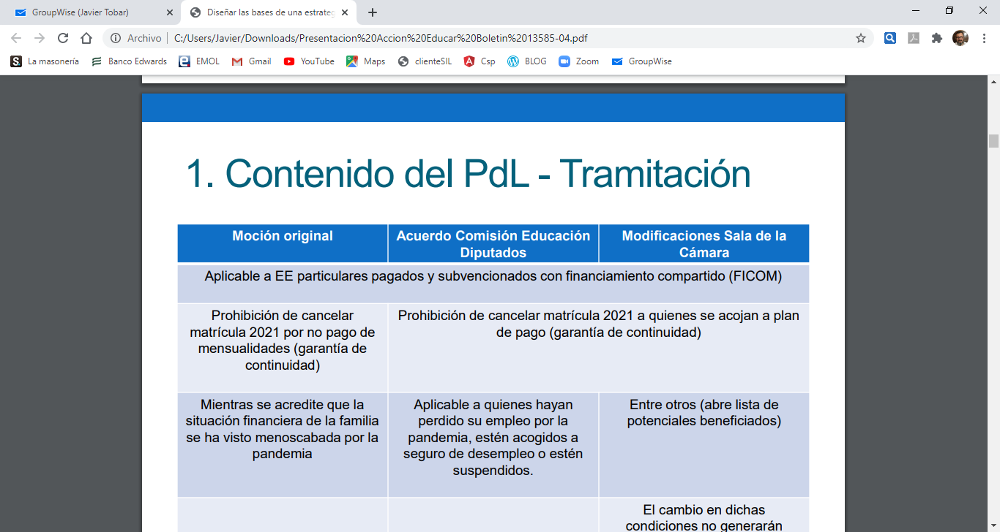 GroupWise (Javier Tobar)
Diseñar las bases de una estrateg
Archivo
C:/Users/Javier/Downloads/Presentacion%20Accion%20Educar%20Boletin%2013585-04.pdf
La masonería
Banco Edwards
EMOL
Gmail
YouTube
Maps
clienteSIL
Csp
BLOG
Zoom
GroupWise
1. Contenido del PdL - Tramitación
Moción original
Acuerdo Comisión Educación
Diputados
Modificaciones Sala de la
Cámara
Aplicable a EE particulares pagados y subvencionados con financiamiento compartido (FICOM)
Prohibición de cancelar
matrícula 2021 por no pago de
mensualidades (garantía de
continuidad)
Prohibición de cancelar matrícula 2021 a quienes se acojan a plan
de pago (garantía de continuidad)
Mientras se acredite que la
situación financiera de la familia
se ha visto menoscabada por la
pandemia
Aplicable a quienes hayan
perdido su empleo por la
pandemia, estén acogidos a
seguro de desempleo o estén
suspendidos.
Entre otros (abre lista de
potenciales beneficiados)
El cambio en dichas
condiciones no generarán